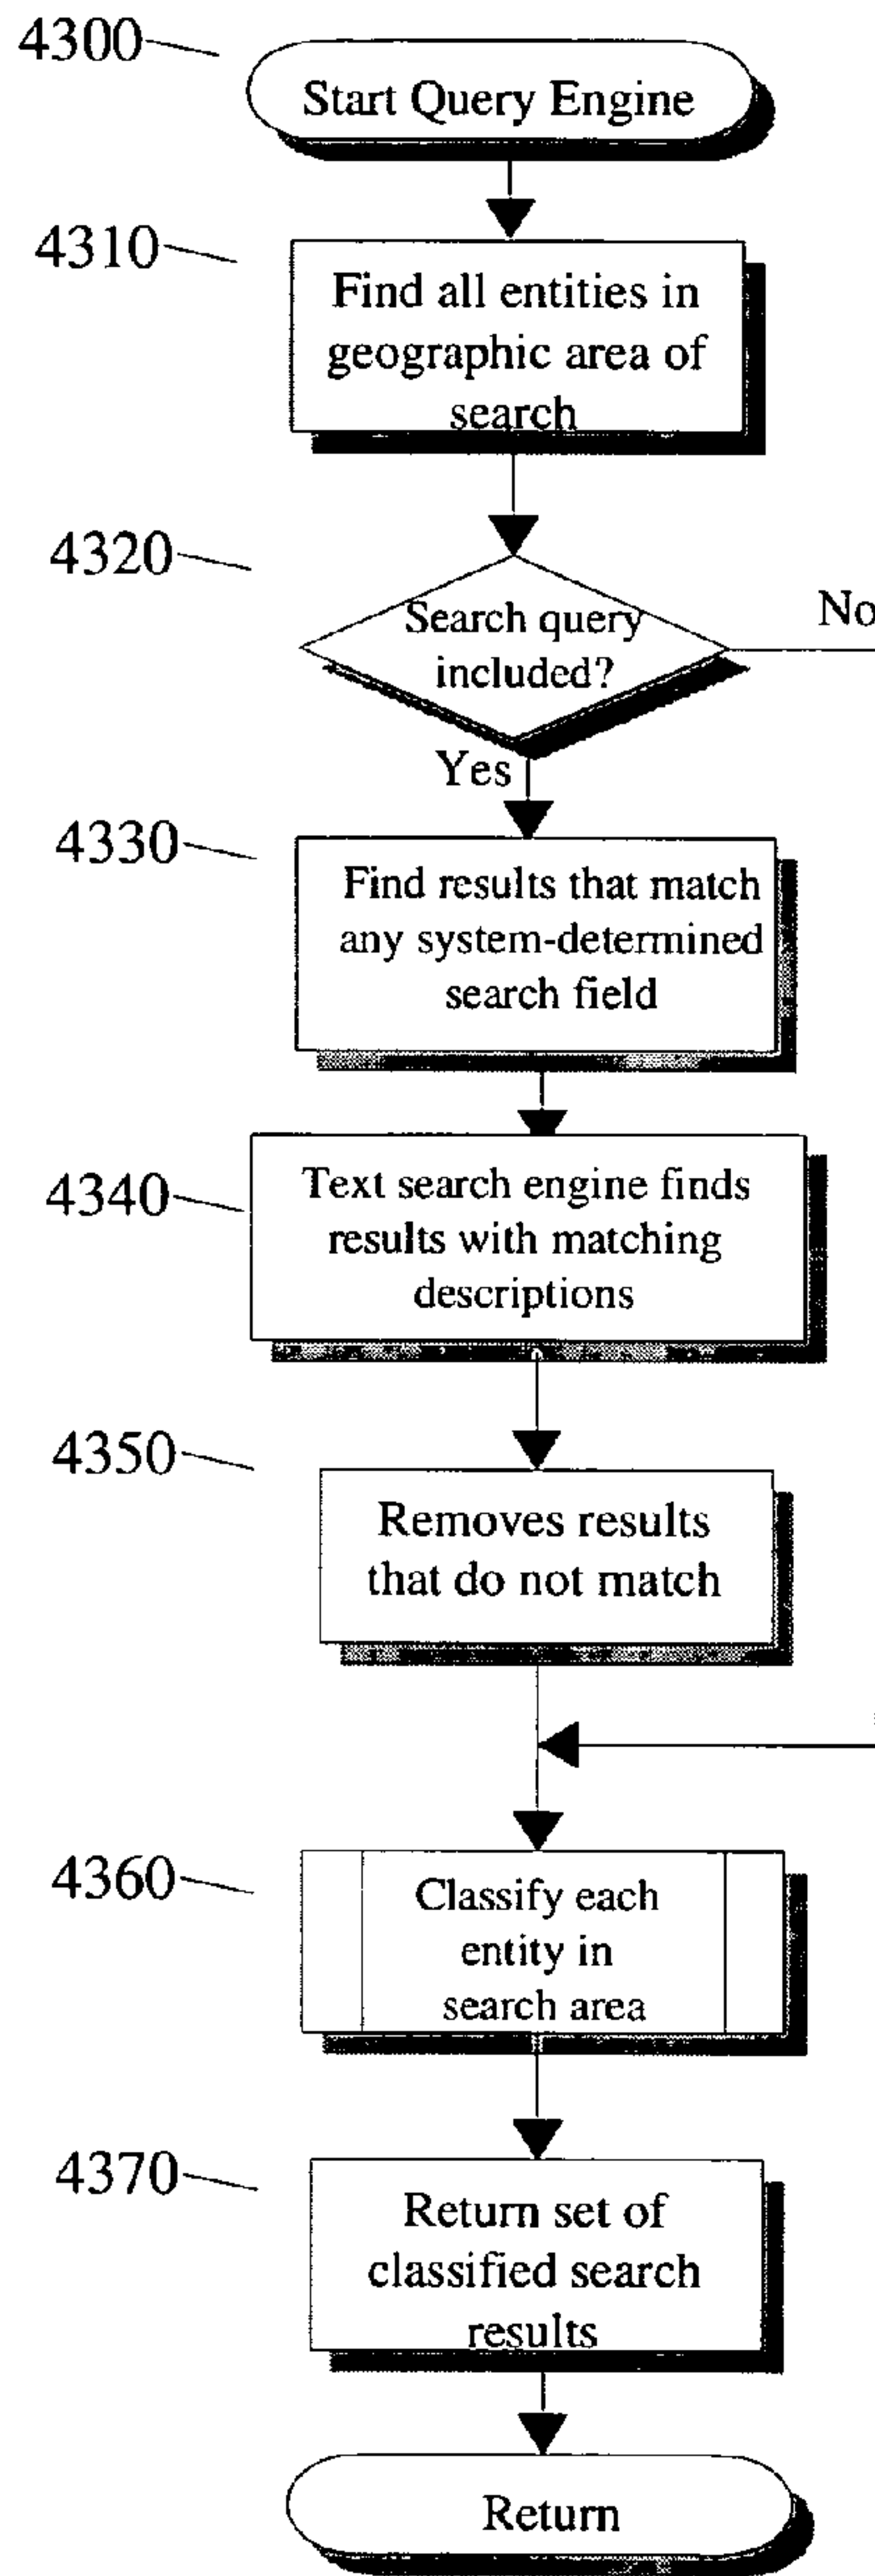 4300
Start Query Engine
4310
Find all entities in
geographic area of
search
4320
Search query
included?
No
Yes
4330
Find results that match
any system-determined
search field
4340
Text search engine finds
results with matching
descriptions
4350
Removes results
that do not match
4360
Classify each
entity in
search area
4370
Return set of
classified search
results
Return